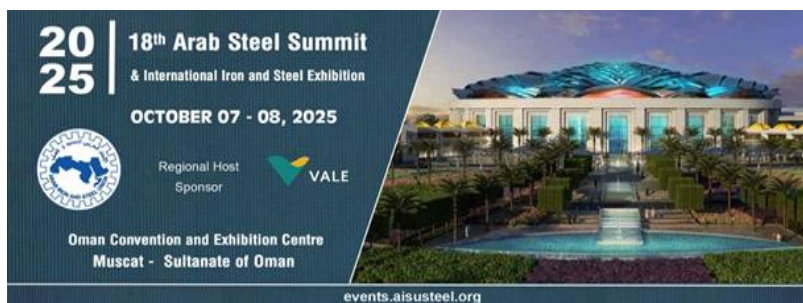 20
25
18th Arab Steel Summit
& International Iron and Steel Exhibition
OCTOBER 07 - 08, 2025
Regional Host
Sponsor
VALE
Oman Convention and Exhibition Centre
Muscat - Sultanate of Oman
events.aisusteel.org